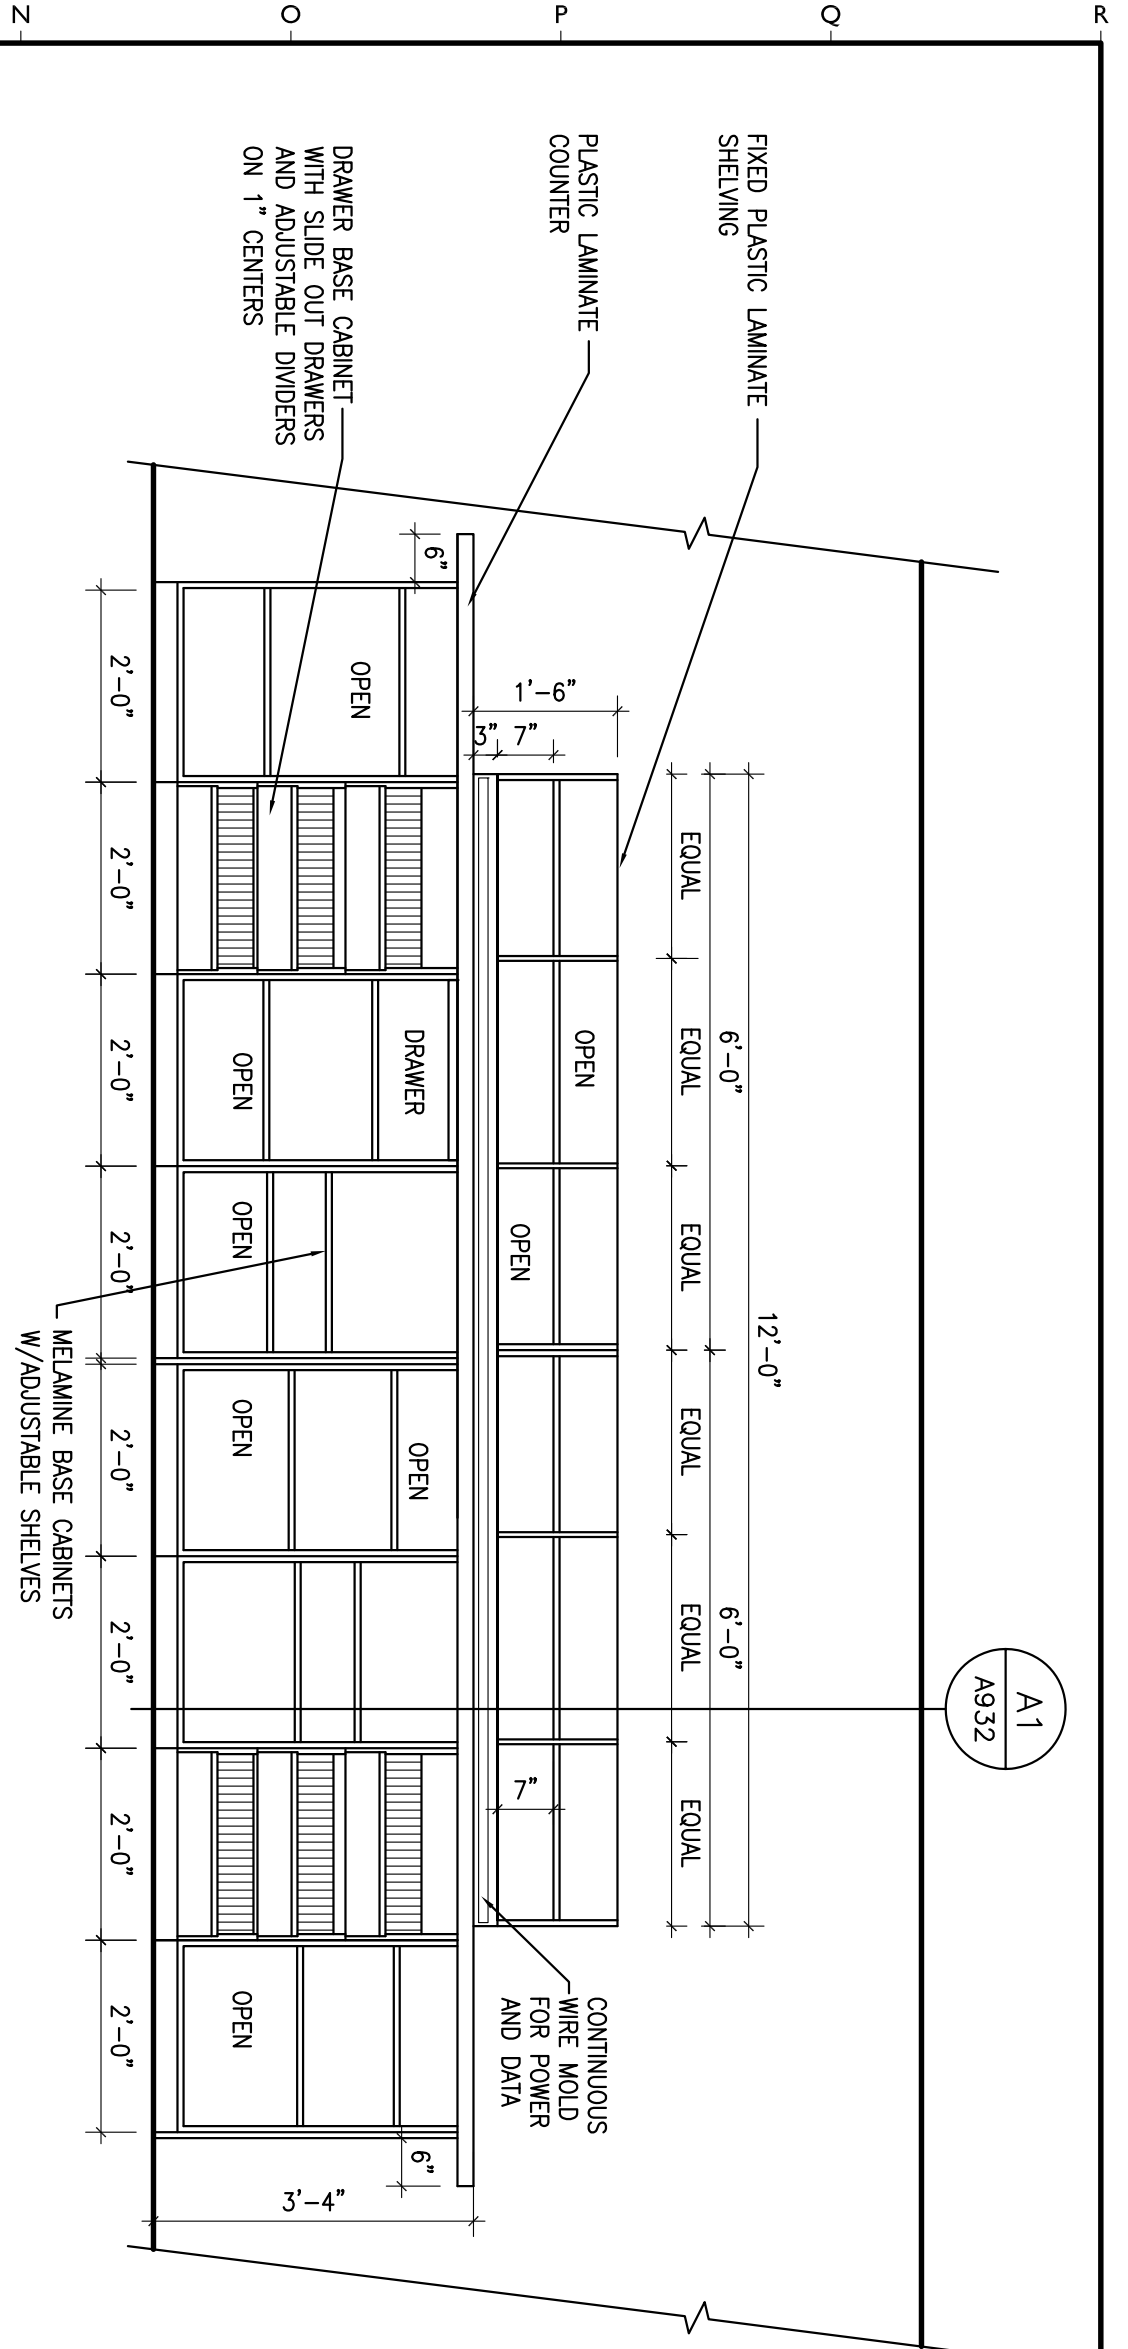 N
O
P
Q
R
FIXED PLASTIC LAMINATE
SHELVING
PLASTIC LAMINATE
COUNTER
DRAWER BASE CABINET
WITH SLIDE OUT DRAWERS
AND ADJUSTABLE DIVIDERS
ON 1" CENTERS
A1
A932
12'-0"
6'-0"
6'-0"
EQUAL
EQUAL
EQUAL
EQUAL
EQUAL
EQUAL
1'-6"
3"
7"
OPEN
OPEN
7"
CONTINUOUS
WIRE MOLD
FOR POWER
AND DATA
6"
6"
3'-4"
OPEN
DRAWER
OPEN
OPEN
OPEN
OPEN
OPEN
2'-0"
2'-0"
2'-0"
2'-0"
2'-0"
2'-0"
2'-0"
2'-0"
MELAMINE BASE CABINETS
W/ADJUSTABLE SHELVES